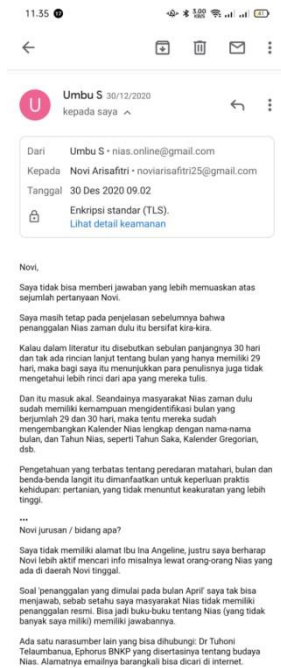 11.35
5,00
KB/S
41
U
Umbu S 30/12/2020
kepada saya
Dari Umbu S • nias.online@gmail.com
Kepada Novi Arisafitri • noviarisafitri25@gmail.com
Tanggal 30 Des 2020 09.02
Enkripsi standar (TLS).
Lihat detail keamanan
Novi,
Saya tidak bisa memberi jawaban yang lebih memuaskan atas
sejumlah pertanyaan Novi.
Saya masih tetap pada penjelasan sebelumnya bahwa
penanggalan Nias zaman dulu itu bersifat kira-kira.
Kalau dalam literatur itu disebutkan sebulan panjangnya 30 hari
dan tak ada rincian lanjut tentang bulan yang hanya memiliki 29
hari, maka bagi saya itu menunjukkan para penulisnya juga tidak
mengetahui lebih rinci dari apa yang mereka tulis.
Dan itu masuk akal. Seandainya masyarakat Nias zaman dulu
sudah memiliki kemampuan mengidentifikasi bulan yang
berjumlah 29 dan 30 hari, maka tentu mereka sudah
mengembangkan Kalender Nias lengkap dengan nama-nama
bulan, dan Tahun Nias, seperti Tahun Saka, Kalender Gregorian,
dsb.
Pengetahuan yang terbatas tentang peredaran matahari, bulan dan
benda-benda langit itu dimanfaatkan untuk keperluan praktis
kehidupan: pertanian, yang tidak menuntut keakuratan yang lebih
tinggi.
...
Novi jurusan / bidang apa?
Saya tidak memiliki alamat Ibu Ina Angeline, justru saya berharap
Novi lebih aktif mencari info misalnya lewat orang-orang Nias yang
ada di daerah Novi tinggal.
Soal 'penanggalan yang dimulai pada bulan April' saya tak bisa
menjawab, sebab setahu saya masyarakat Nias tidak memiliki
penanggalan resmi. Bisa jadi buku-buku tentang Nias (yang tidak
banyak saya miliki) memiliki jawabannya.
Ada satu narasumber lain yang bisa dihubungi: Dr Tuhoni
Telaumbanua, Ephorus BNKP yang disertasinya tentang budaya
Nias. Alamatnya emailnya barangkali bisa dicari di internet.